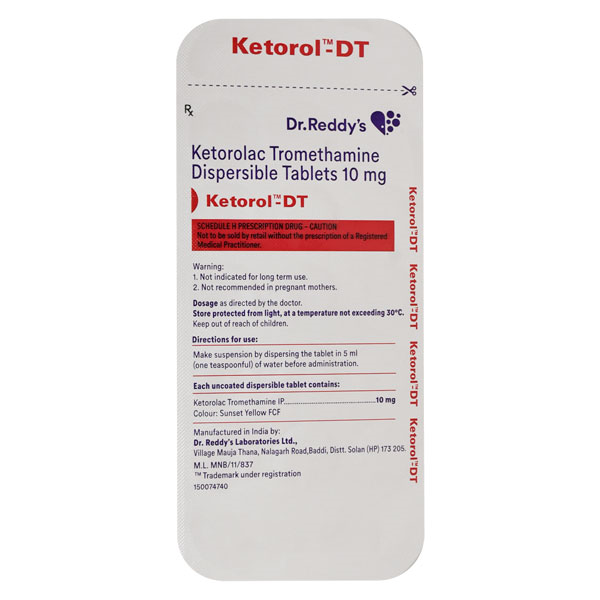 Ketorol™-DT
Rx
Dr.Reddy's
Ketorolac Tromethamine
Dispersible Tablets 10 mg
Ketorol™-DT
SCHEDULE H PRESCRIPTION DRUG – CAUTION
Not to be sold by retail without the prescription of a Registered
Medical Practitioner.
Warning:
1. Not indicated for long term use.
2. Not recommended in pregnant mothers.
Dosage as directed by the doctor.
Store protected from light, at a temperature not exceeding 30°C.
Keep out of reach of children.
Directions for use:
Make suspension by dispersing the tablet in 5 ml
(one teaspoonful) of water before administration.
Each uncoated dispersible tablet contains:
Ketorolac Tromethamine IP..............................10 mg
Colour: Sunset Yellow FCF
Manufactured in India by:
Dr. Reddy's Laboratories Ltd.,
Village Mauja Thana, Nalagarh Road,Baddi, Distt. Solan (HP) 173 205.
M.L. MNB/11/837
™ Trademark under registration
150074740
Ketorol™-DT
Ketorol™-DT
Ketorol™-DT
Ketorol™-DT